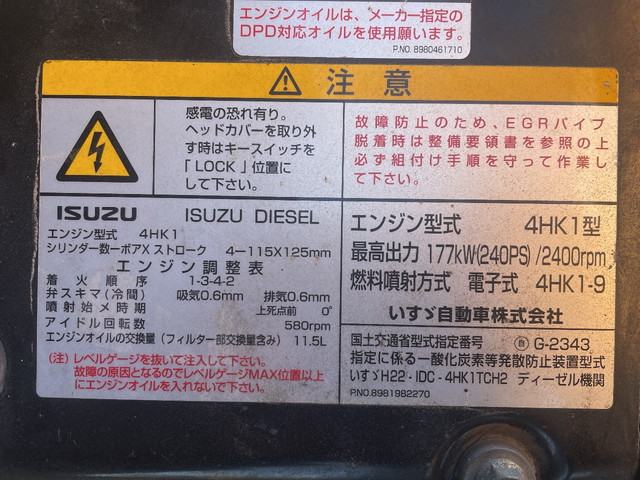 エンジンオイルは、メーカー指定の
DPD対応オイルを使用願います。
P.NO. 8980461710
注意
感電の恐れ有り。
ヘッドカバーを取り外
す時はキースイッチを
「LOCK」位置に
して下さい。
故障防止のため、EGRパイプ
脱着時は整備要領書を参照の上
必ず組付け手順を守って作業し
て下さい。
ISUZU ISUZU DIESEL
エンジン型式 4HK1
シリンダー数ーボアX ストローク 4ー115X125mm
エンジン調整表
着火順序 1-3-4-2
弁スキマ(冷間) 吸気0.6mm 排気0.6mm
噴射始メ時期 上死点前 0°
アイドル回転数 580rpm
エンジンオイルの交換量(フィルター部交換量含み) 11.5L
(注)レベルゲージを抜いて注入して下さい。
故障の原因となるのでレベルゲージMAX位置以上
にエンジンオイルを入れないで下さい。
エンジン型式 4HK1型
最高出力 177kW(240PS)/2400rpm
燃料噴射方式 電子式 4HK1-9
いすゞ自動車株式会社
国土交通省型式指定番号 自 G-2343
指定に係る一酸化炭素等発散防止装置型式
いすゞH22・IDC-4HK1TCH2 ディーゼル機関
P.NO.8981982270